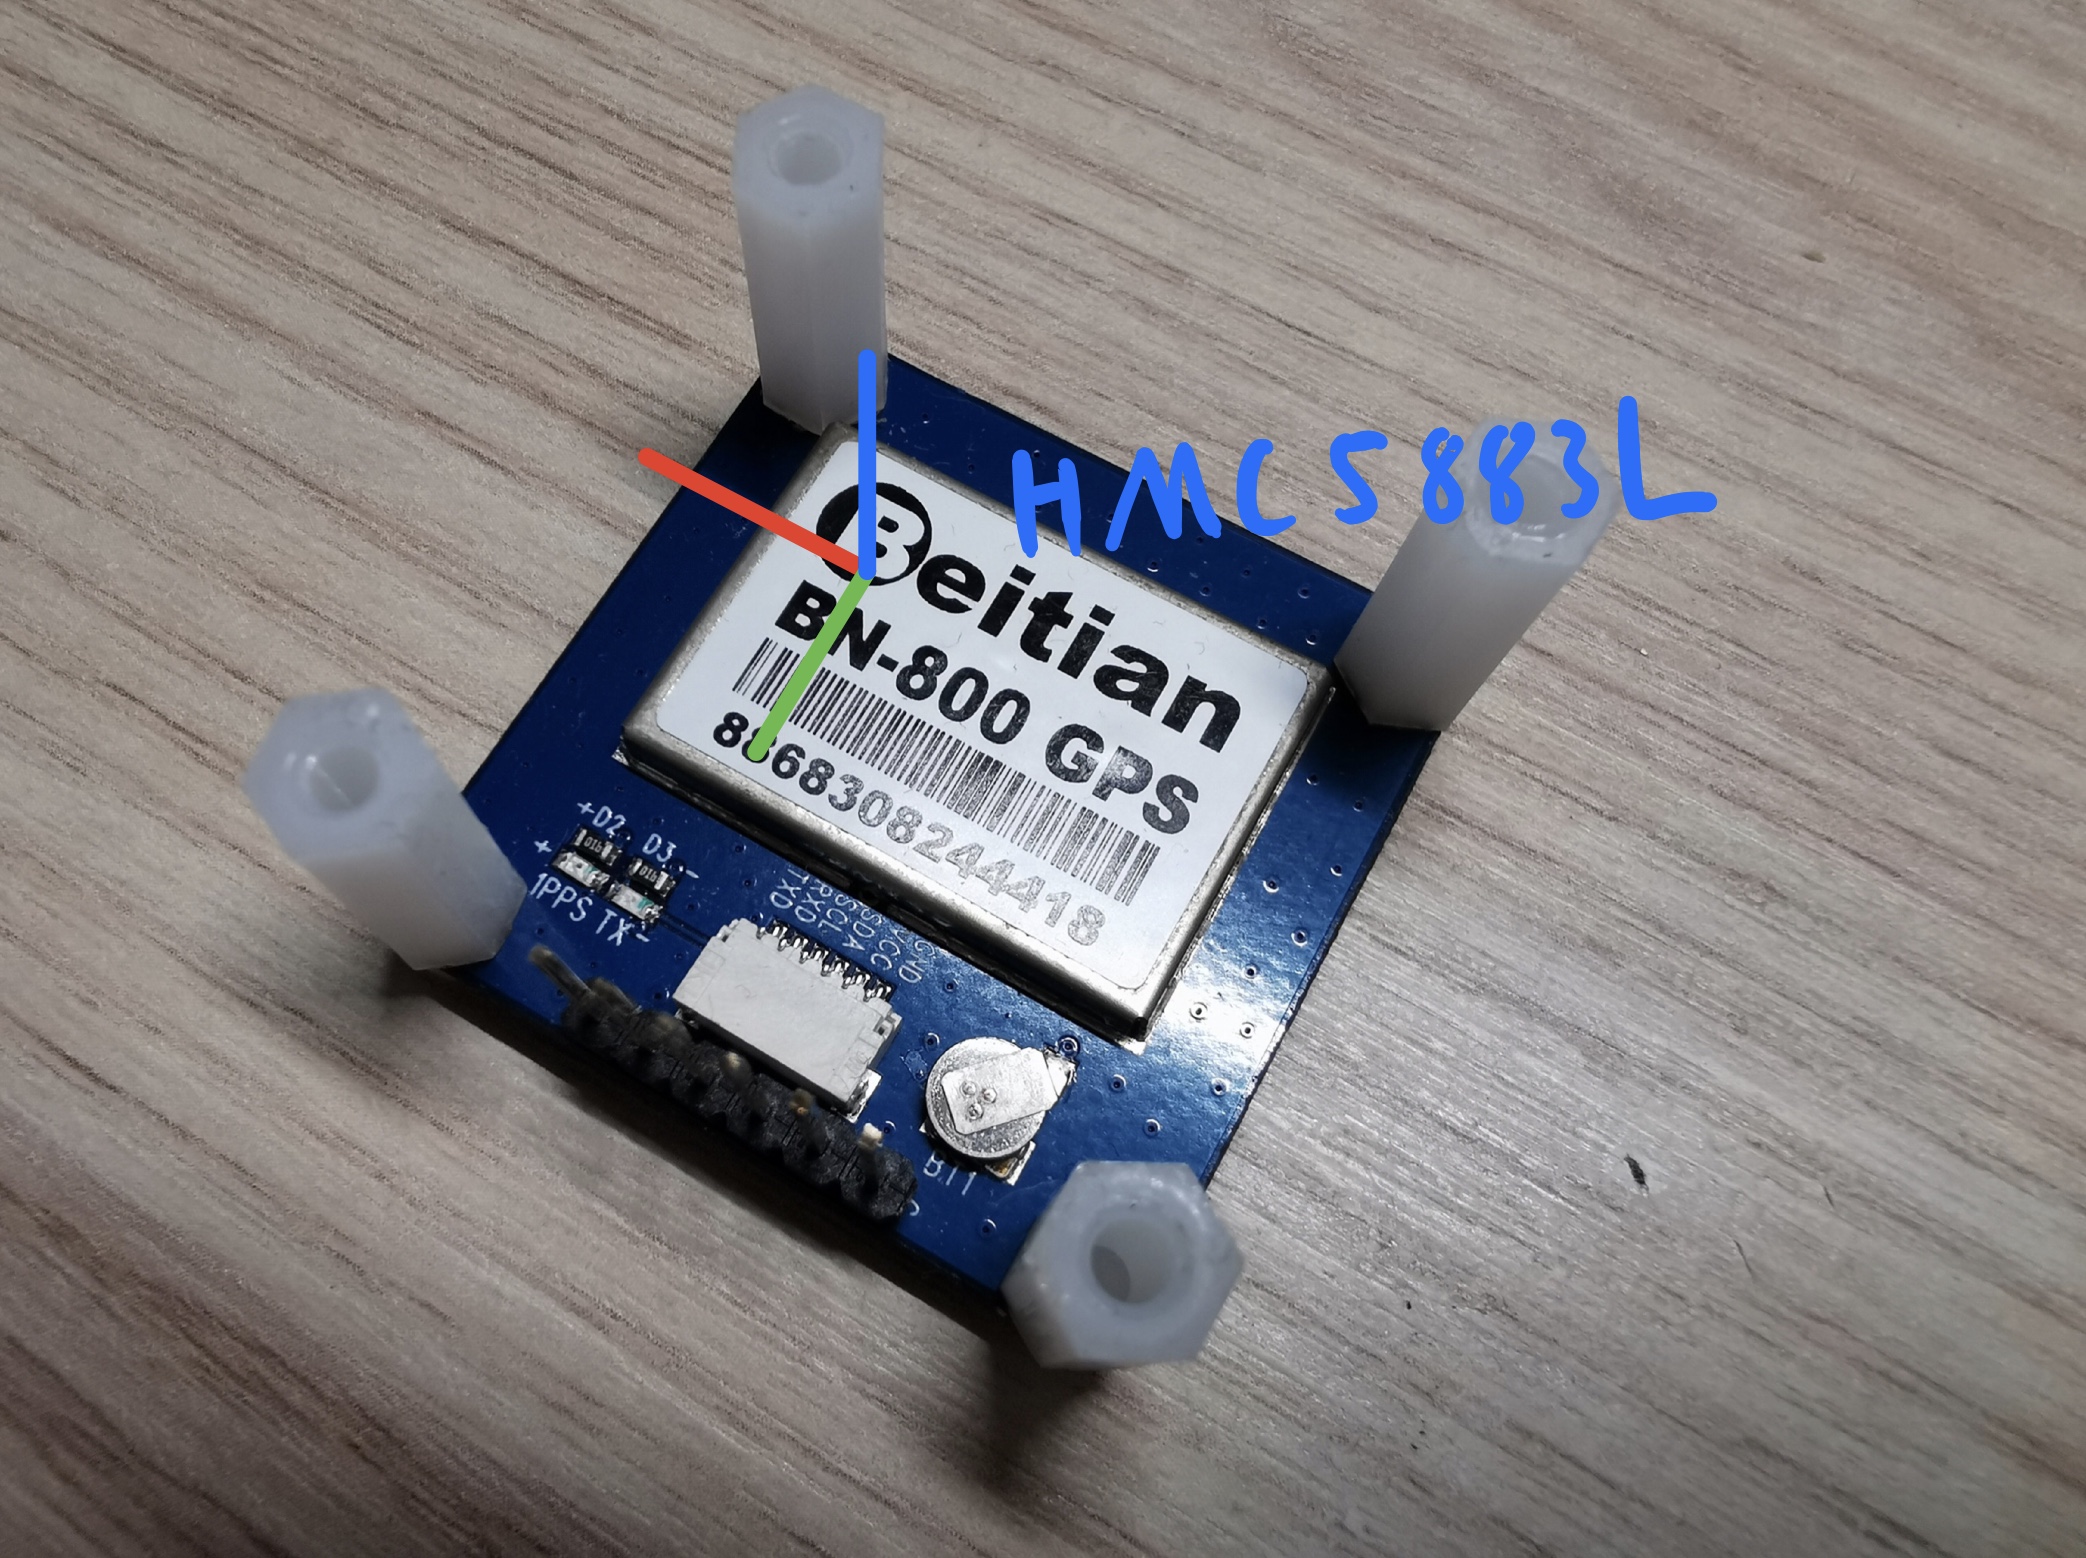 HMC5883L
Beitian
BN-800 GPS
8868308244418
+D2-
D3-
+
1PPS TX-
TXD
RXD
SCL
SDA
VCC
GND
BT1